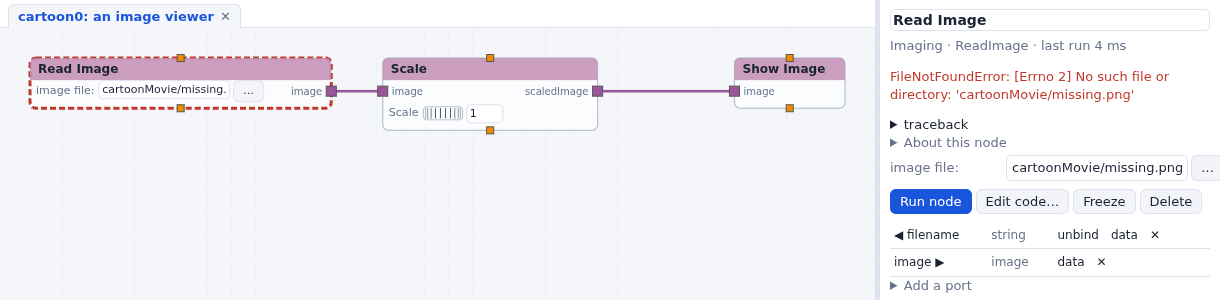 cartoon0: an image viewer ✕
Read Image
image file: cartoonMovie/missing. ... image
Scale
image scaledImage
Scale 1
Show Image
image
Read Image
Imaging · ReadImage · last run 4 ms
FileNotFoundError: [Errno 2] No such file or
directory: 'cartoonMovie/missing.png'
▶ traceback
▶ About this node
image file: cartoonMovie/missing.png ...
Run node Edit code... Freeze Delete
◀ filename string unbind data ✕
image ▶ image data ✕
▶ Add a port